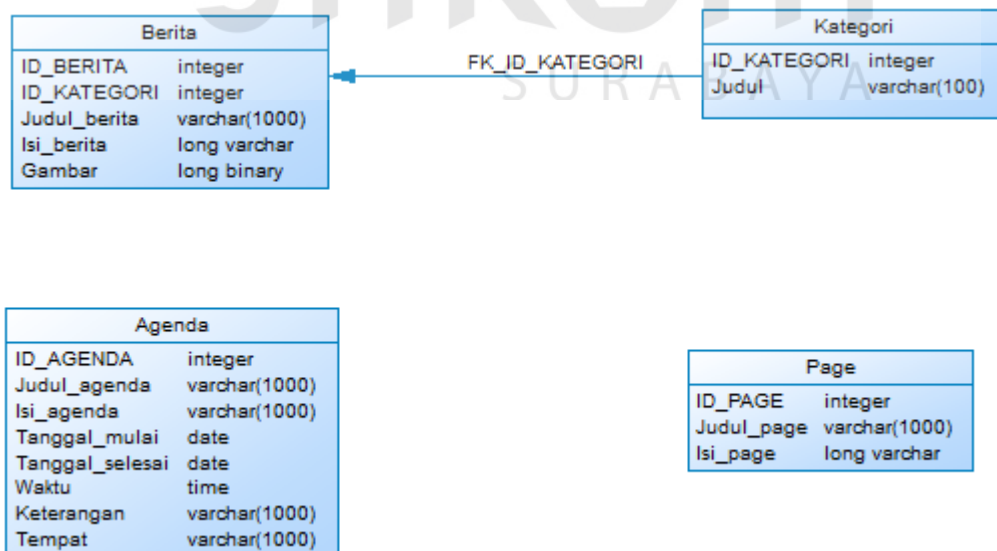 Berita
ID_BERITA integer
ID_KATEGORI integer
Judul_berita varchar(1000)
Isi_berita long varchar
Gambar long binary
FK_ID_KATEGORI
Kategori
ID_KATEGORI integer
Judul varchar(100)
SURABAYA
Agenda
ID_AGENDA integer
Judul_agenda varchar(1000)
Isi_agenda varchar(1000)
Tanggal_mulai date
Tanggal_selesai date
Waktu time
Keterangan varchar(1000)
Tempat varchar(1000)
Page
ID_PAGE integer
Judul_page varchar(1000)
Isi_page long varchar